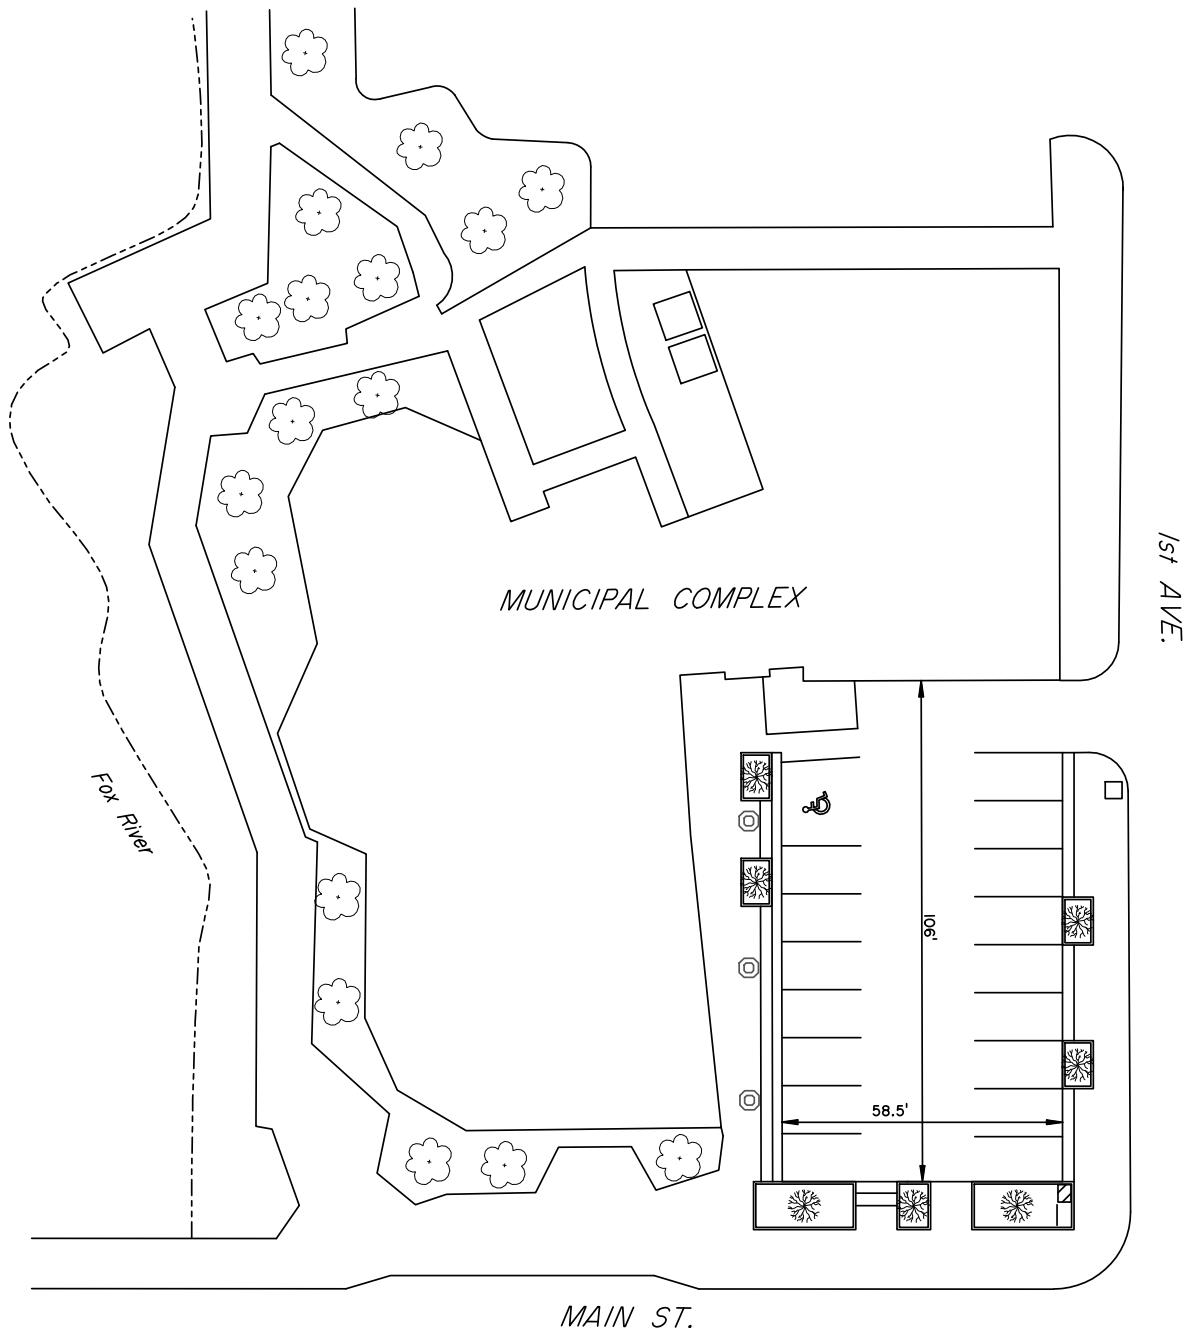 1st AVE.
MUNICIPAL COMPLEX
Fox River
106'
58.5'
MAIN ST.